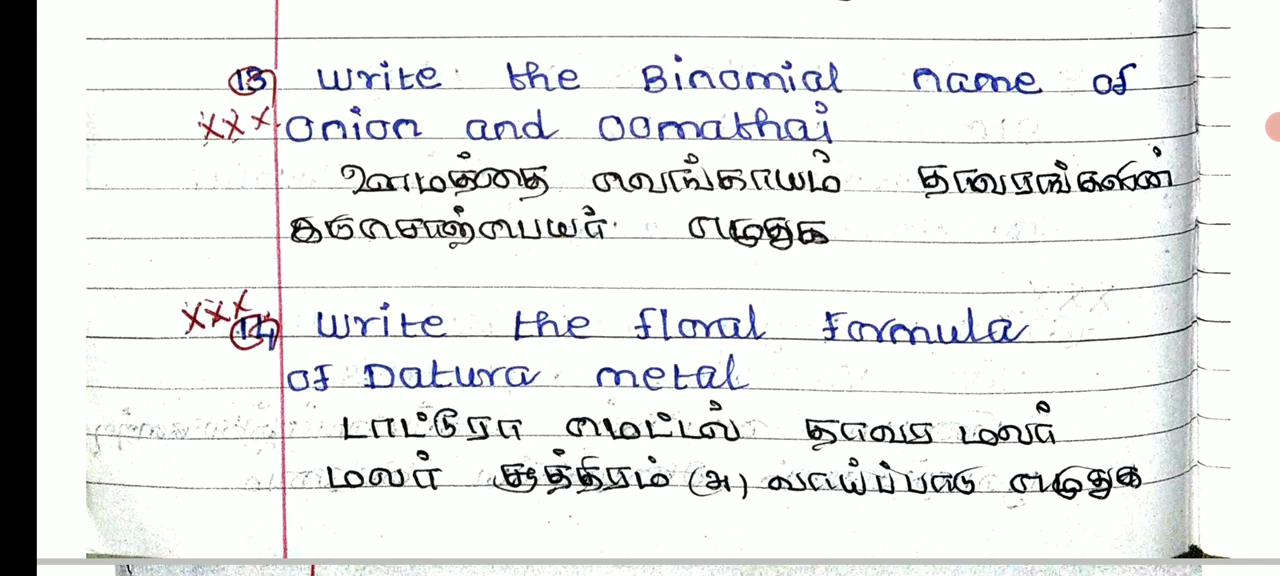 13) Write the Binomial name of
xxx Onion and Oomathai
ஊமத்தை வெங்காயம் தாவரங்களின்
கருசொற்பெயர் எழுதுக
xxx 14) Write the floral formula
of Datura metal
டாட்டூரா மெட்டல் தாவர மலர்
மலர் சூத்திரம் (அ) வாய்ப்பாடு எழுதுக